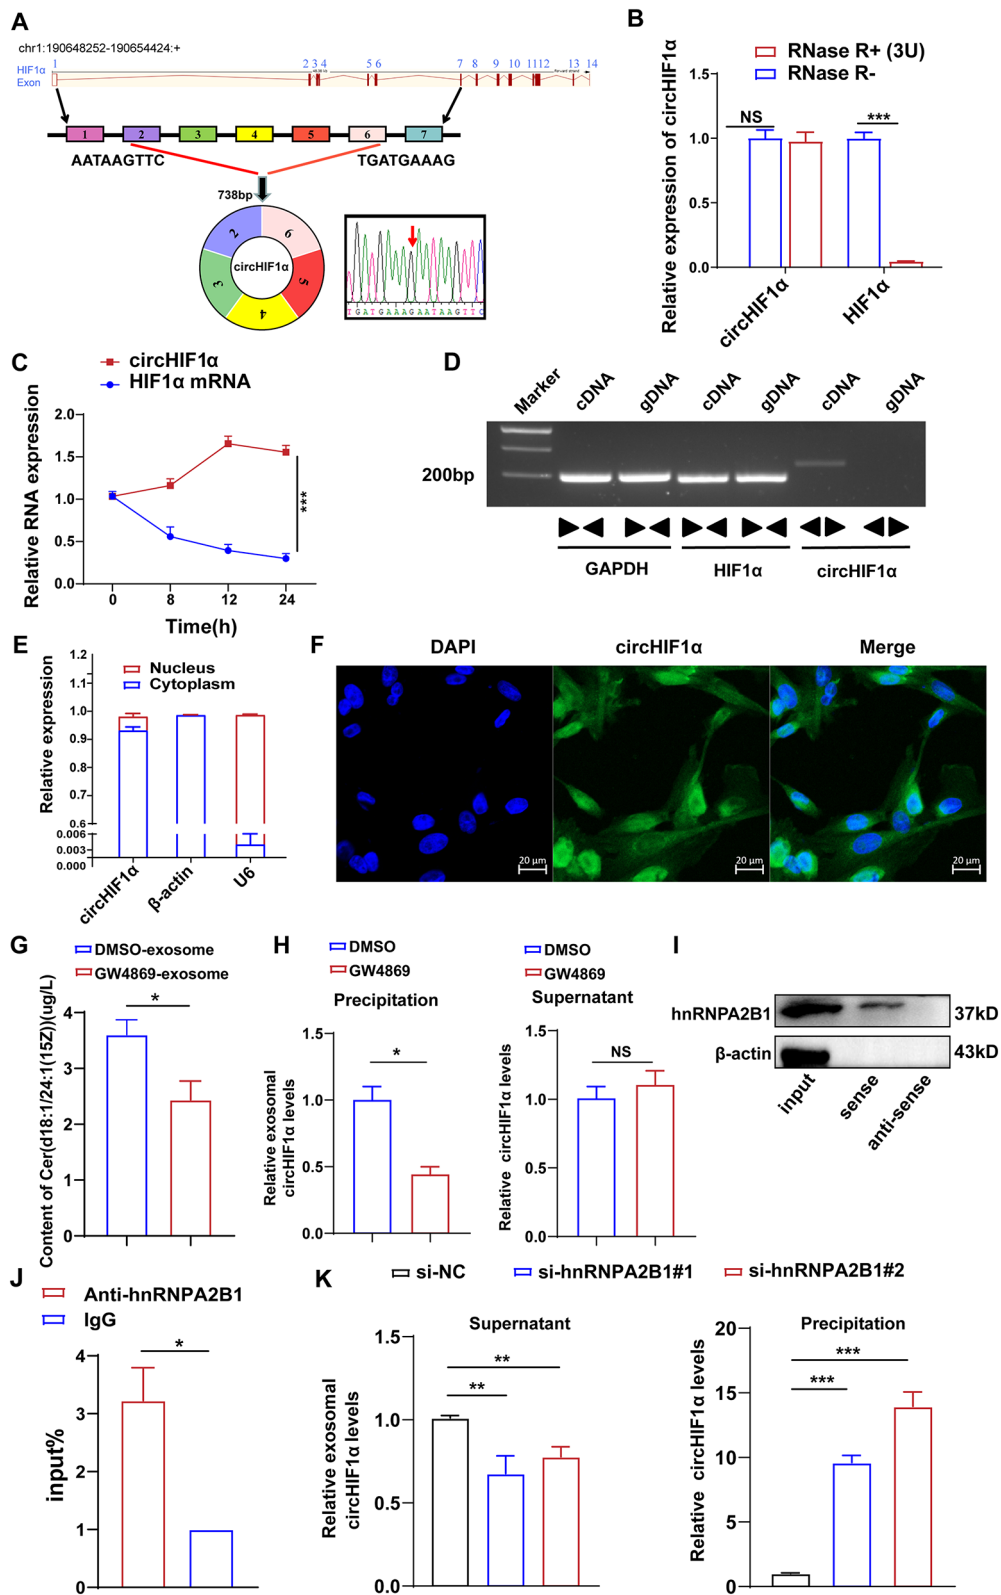 A
chr1:190648252-190654424:+
HIF1α
Exon
1 2 3 4 5 6 7 8 9 10 11 12 13 14
1 2 3 4 5 6 7
AATAAGTTC
TGATGAAAG
738bp
2 6 3 5 4
circHIF1α
TGATGAAAGAATAAGTTC
B
RNase R+ (3U)
RNase R-
Relative expression of circHIF1α
1.5
1.0
0.5
0.0
NS
***
circHIF1α
HIF1α
C
circHIF1α
HIF1α mRNA
Relative RNA expression
2.0
1.5
1.0
0.5
0.0
***
0 8 12 24
Time(h)
D
Marker cDNA gDNA cDNA gDNA cDNA gDNA
200bp
GAPDH HIF1α circHIF1α
E
Nucleus
Cytoplasm
Relative expression
1.2
1.1
1.0
0.9
0.8
0.7
0.6
0.006
0.003
0.000
circHIF1α β-actin U6
F
DAPI circHIF1α Merge
20 μm 20 μm 20 μm
G
DMSO-exosome
GW4869-exosome
Content of Cer(d18:1/24:1(15Z))(ug/L)
4
3
2
1
0
*
H
DMSO
GW4869
Precipitation
Relative exosomal
circHIF1α levels
1.5
1.0
0.5
0.0
*
DMSO
GW4869
Supernatant
Relative circHIF1α levels
1.5
1.0
0.5
0.0
NS
I
hnRNPA2B1 37kD
β-actin 43kD
input sense anti-sense
J
Anti-hnRNPA2B1
IgG
input%
4
3
2
1
0
*
K
si-NC si-hnRNPA2B1#1 si-hnRNPA2B1#2
Supernatant
Relative exosomal
circHIF1α levels
1.5
1.0
0.5
0.0
**
**
Precipitation
Relative circHIF1α levels
20
15
10
5
0
***
***